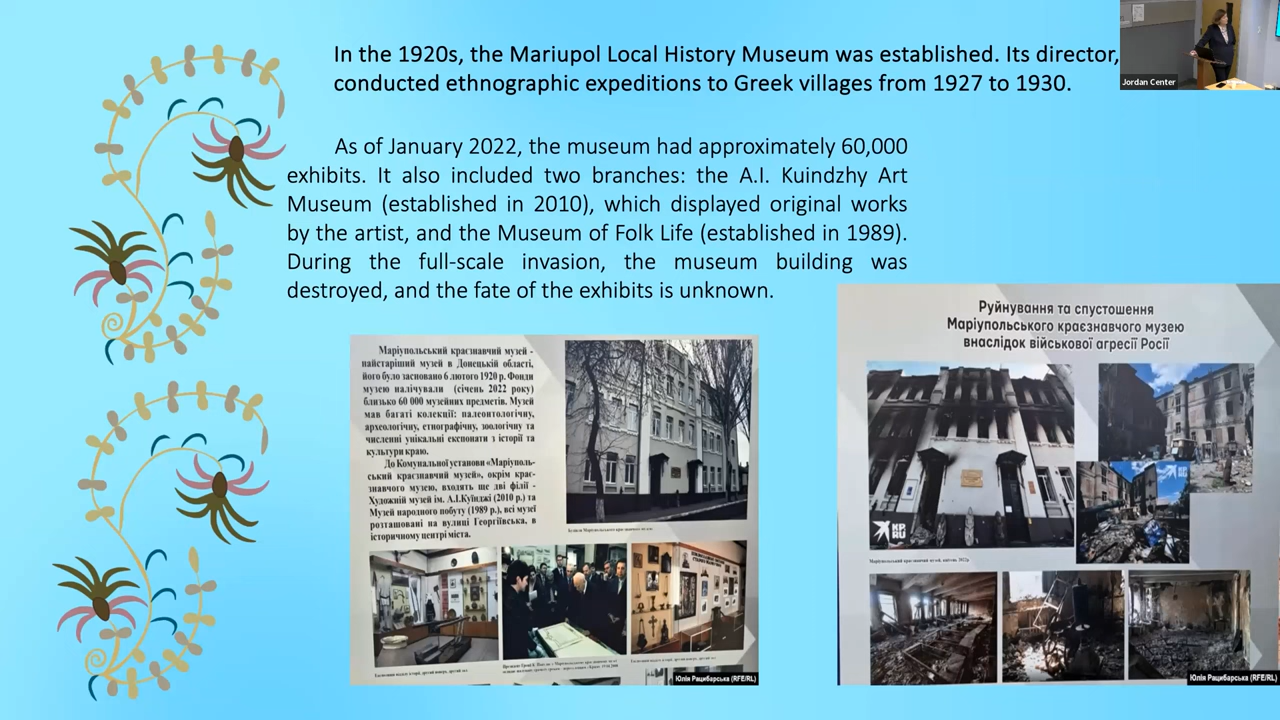 In the 1920s, the Mariupol Local History Museum was established. Its director,
conducted ethnographic expeditions to Greek villages from 1927 to 1930.
Jordan Center
As of January 2022, the museum had approximately 60,000
exhibits. It also included two branches: the A.I. Kuindzhy Art
Museum (established in 2010), which displayed original works
by the artist, and the Museum of Folk Life (established in 1989).
During the full-scale invasion, the museum building was
destroyed, and the fate of the exhibits is unknown.
Маріупольський краєзнавчий музей -
найстаріший музей в Донецькій області,
його було засновано 6 лютого 1920 р. Фонди
музею налічували (січень 2022 року)
близько 60 000 музейних предметів. Музей
мав багаті колекції: палеонтологічну,
археологічну, етнографічну, зоологічну та
численні унікальні експонати з історії та
культури краю.
До Комунальної установи «Маріуполь-
ський краєзнавчий музей», окрім крає-
знавчого музею, входять ще дві філії -
Художній музей ім. А.І.Куїнджі (2010 р.) та
Музей народного побуту (1989 р.), всі музеї
розташовані на вулиці Георгіївська, в
історичному центрі міста.
Юлія Рацибарська (RFE/RL)
Руйнування та спустошення
Маріупольського краєзнавчого музею
внаслідок військової агресії Росії
KP.
RU
KP.RU
Маріупольський краєзнавчий музей, квітень 2022р.
Юлія Рацибарська (RFE/RL)